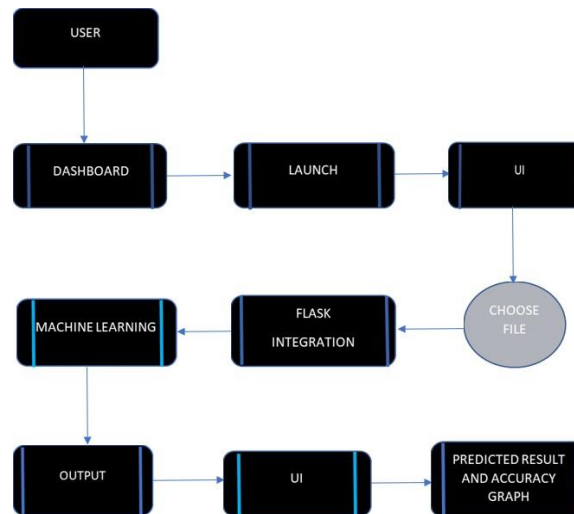 USER
DASHBOARD
LAUNCH
UI
CHOOSE
FILE
FLASK
INTEGRATION
MACHINE LEARNING
OUTPUT
UI
PREDICTED RESULT
AND ACCURACY
GRAPH